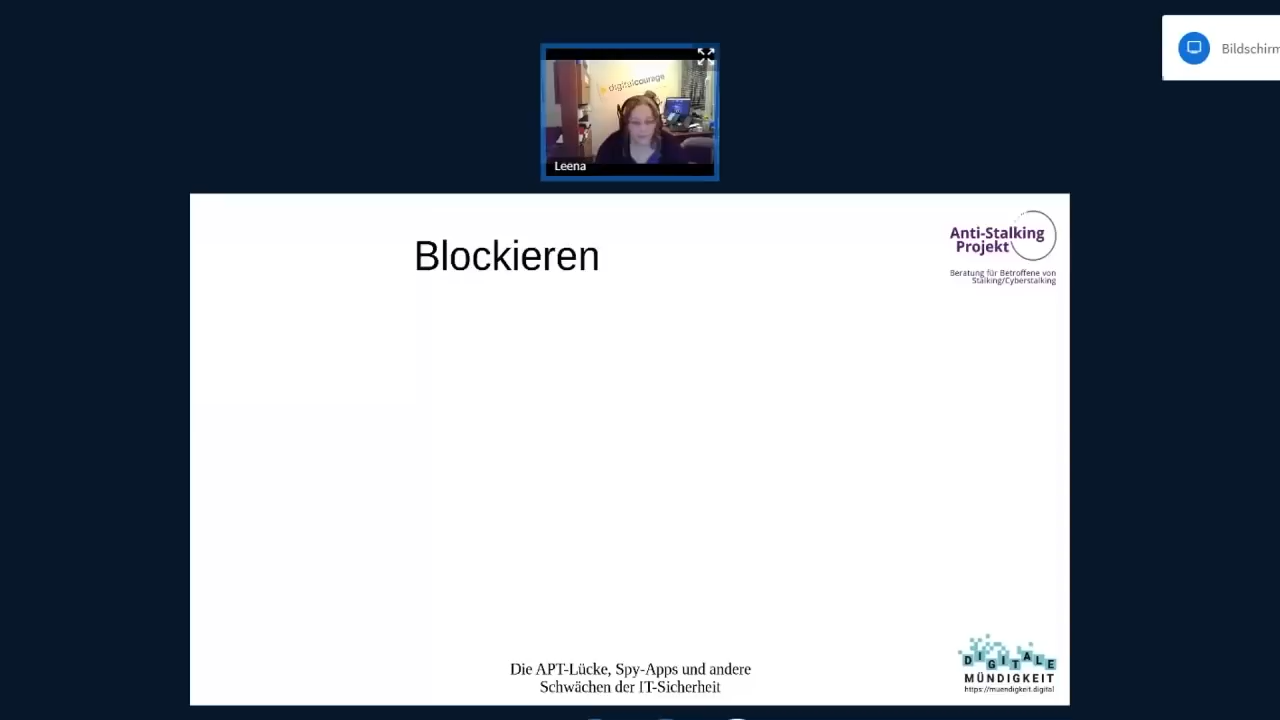 Bildschirm
digitalcourage
Leena
Blockieren
Anti-Stalking
Projekt
Beratung für Betroffene von
Stalking/Cyberstalking
Die APT-Lücke, Spy-Apps und andere
Schwächen der IT-Sicherheit
DIGITALE
MÜNDIGKEIT
https://muendigkeit.digital